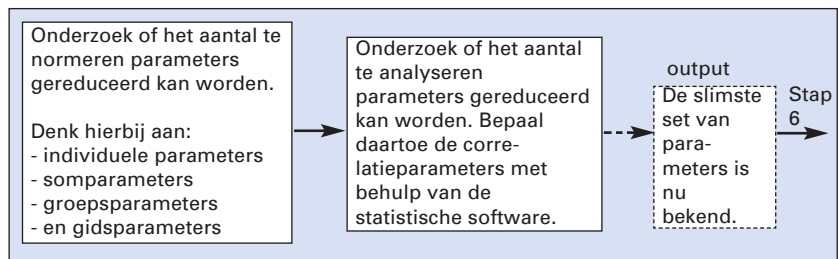 Onderzoek of het aantal te
normeren parameters
gereduceerd kan worden.
Denk hierbij aan:
- individuele parameters
- somparameters
- groepsparameters
- en gidsparameters
Onderzoek of het aantal
te analyseren
parameters gereduceerd
kan worden. Bepaal
daartoe de corre-
latieparameters met
behulp van de
statistische software.
output
De slimste
set van
para-
meters is
nu
bekend.
Stap
6